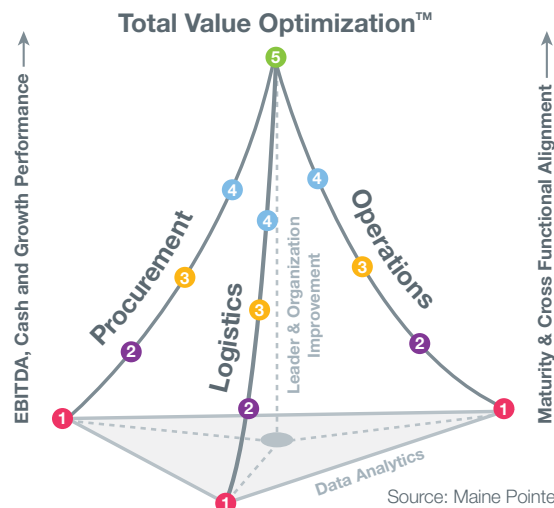 Total Value Optimization™
EBITDA, Cash and Growth Performance
Maturity & Cross Functional Alignment
5
4
4
4
3
3
3
2
2
2
1
1
1
Procurement
Logistics
Operations
Leader & Organization
Improvement
Data Analytics
Source: Maine Pointe